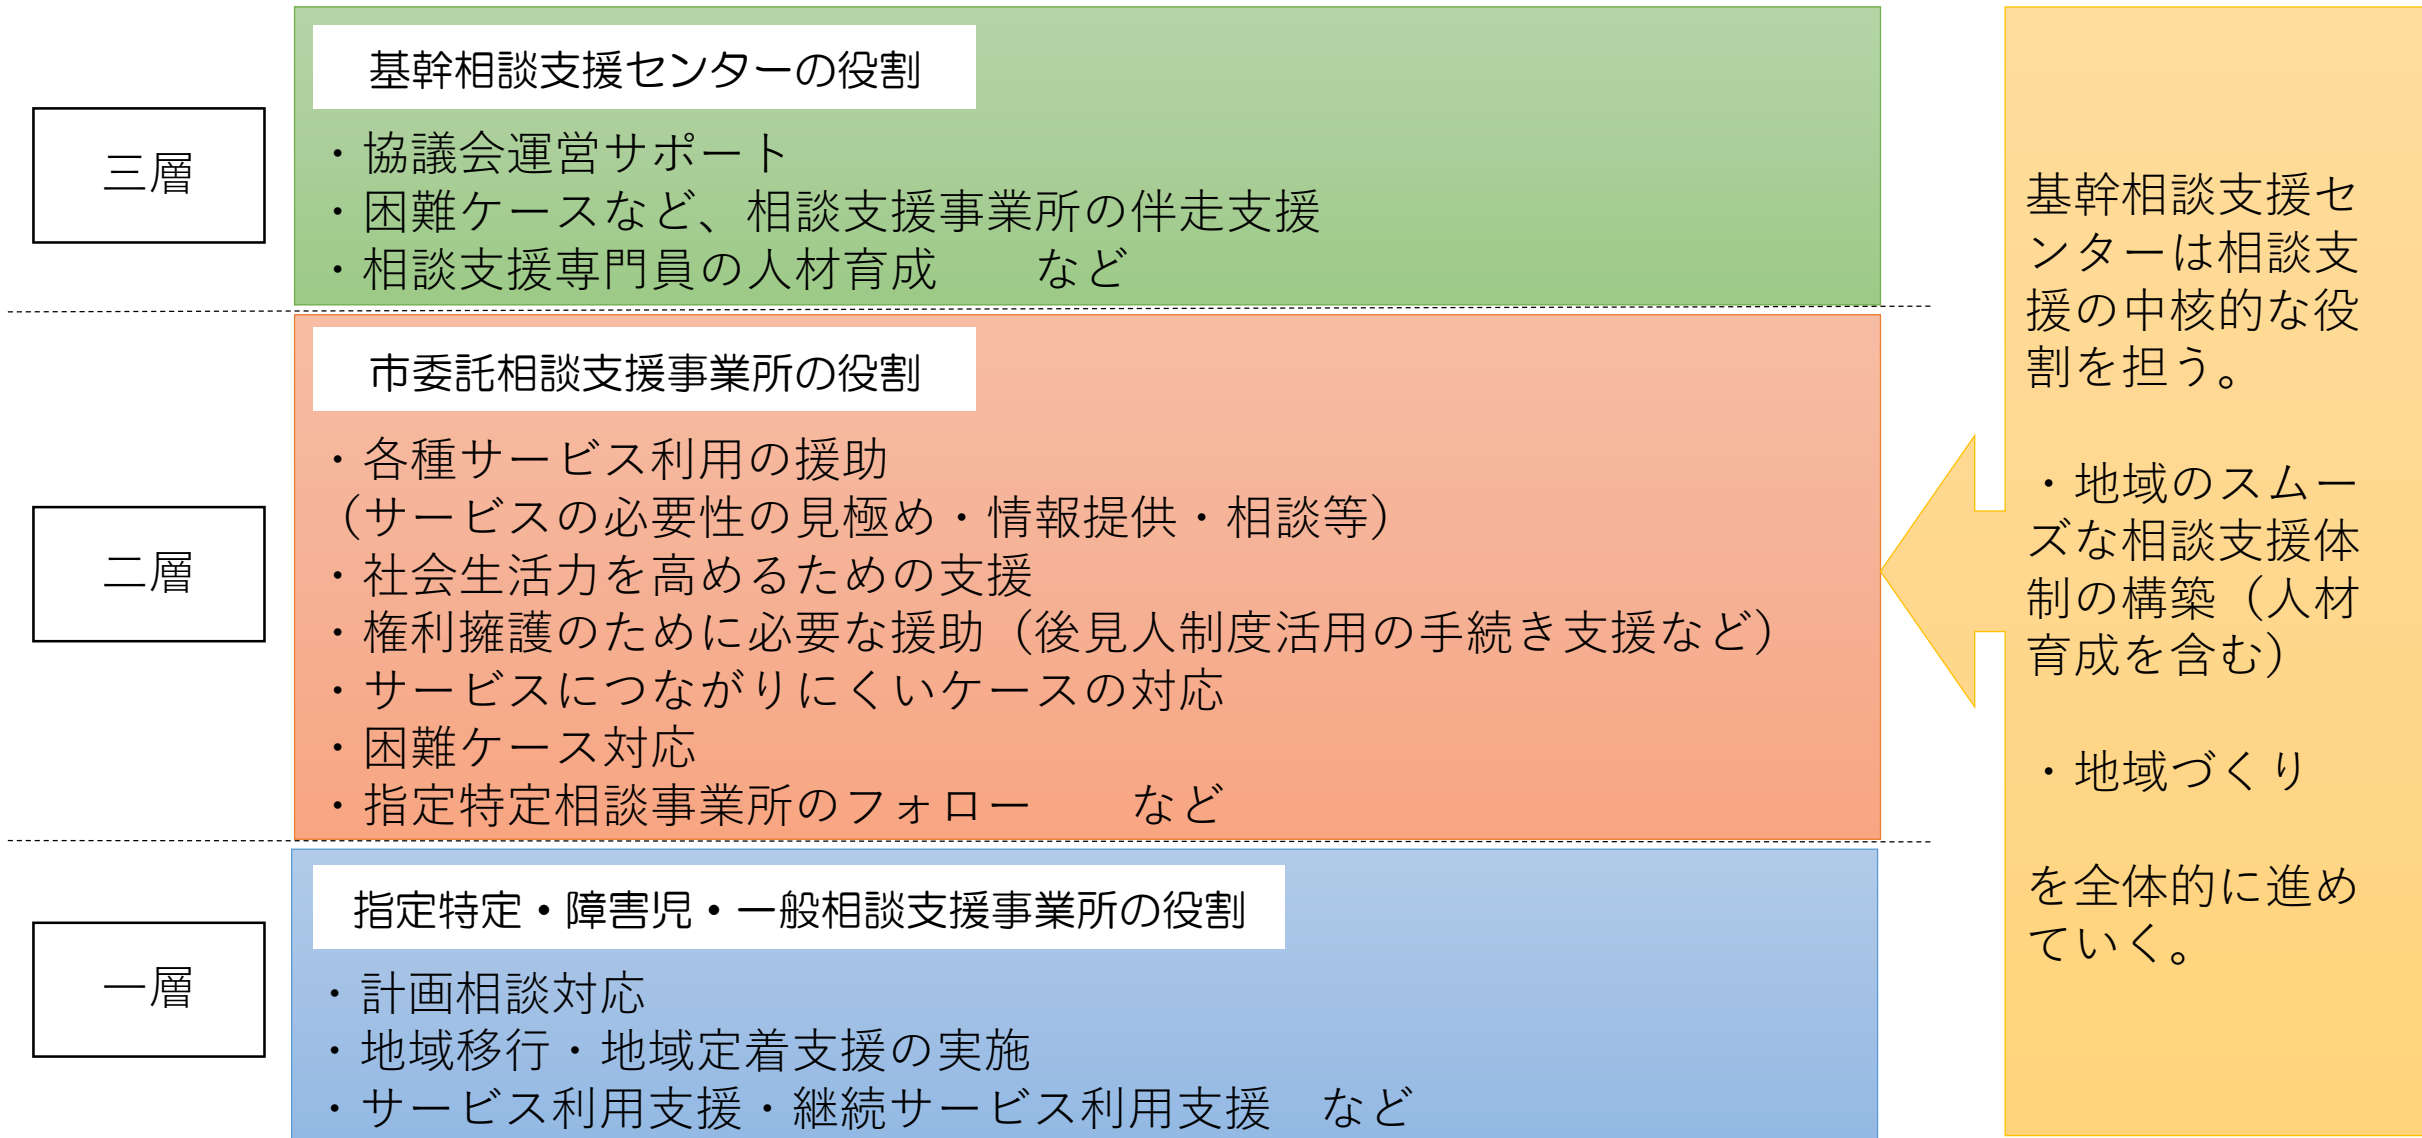 三層
基幹相談支援センターの役割
・協議会運営サポート
・困難ケースなど、相談支援事業所の伴走支援
・相談支援専門員の人材育成　　など
二層
市委託相談支援事業所の役割
・各種サービス利用の援助
（サービスの必要性の見極め・情報提供・相談等）
・社会生活力を高めるための支援
・権利擁護のために必要な援助（後見人制度活用の手続き支援など）
・サービスにつながりにくいケースの対応
・困難ケース対応
・指定特定相談事業所のフォロー　　など
一層
指定特定・障害児・一般相談支援事業所の役割
・計画相談対応
・地域移行・地域定着支援の実施
・サービス利用支援・継続サービス利用支援　など
基幹相談支援セ
ンターは相談支
援の中核的な役
割を担う。
・地域のスムー
ズな相談支援体
制の構築（人材
育成を含む）
・地域づくり
を全体的に進め
ていく。